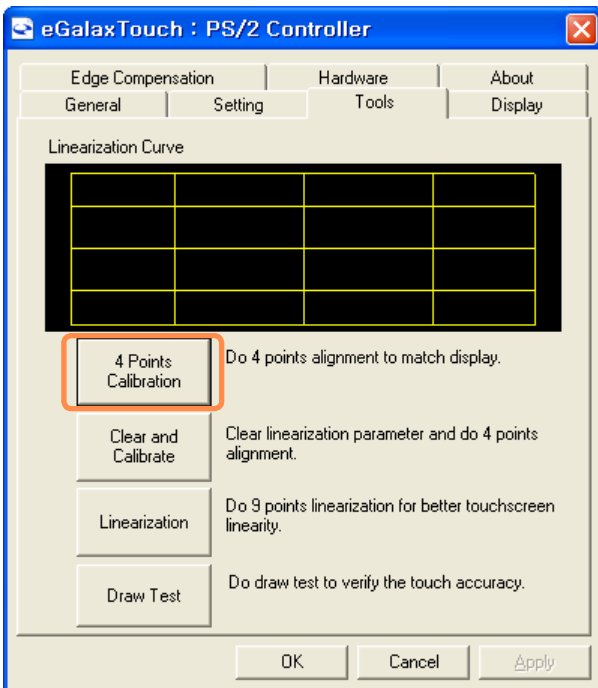 eGalaxTouch : PS/2 Controller
Edge Compensation Hardware About
General Setting Tools Display
Linearization Curve
4 Points
Calibration
Do 4 points alignment to match display.
Clear and
Calibrate
Clear linearization parameter and do 4 points
alignment.
Linearization
Do 9 points linearization for better touchscreen
linearity.
Draw Test
Do draw test to verify the touch accuracy.
OK Cancel Apply